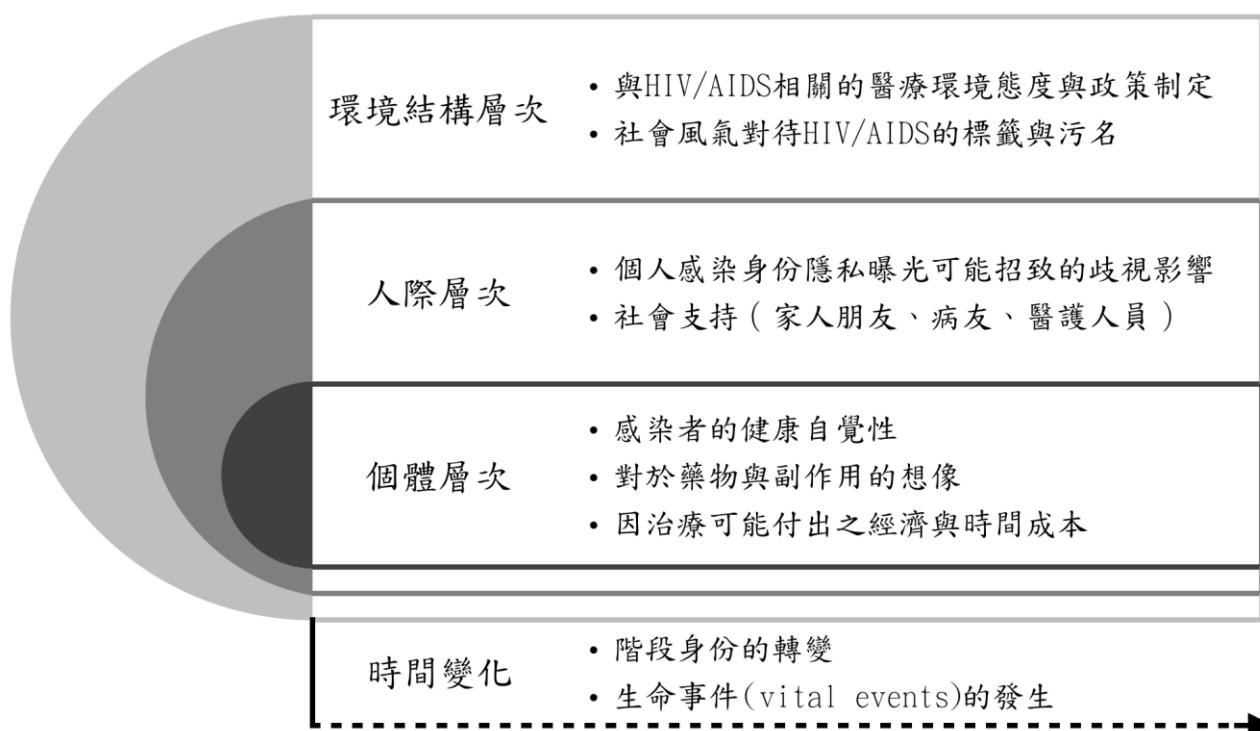 環境結構層次
• 與HIV/AIDS相關的醫療環境態度與政策制定
• 社會風氣對待HIV/AIDS的標籤與污名
人際層次
• 個人感染身份隱私曝光可能招致的歧視影響
• 社會支持（家人朋友、病友、醫護人員）
個體層次
• 感染者的健康自覺性
• 對於藥物與副作用的想像
• 因治療可能付出之經濟與時間成本
時間變化
• 階段身份的轉變
• 生命事件(vital events)的發生